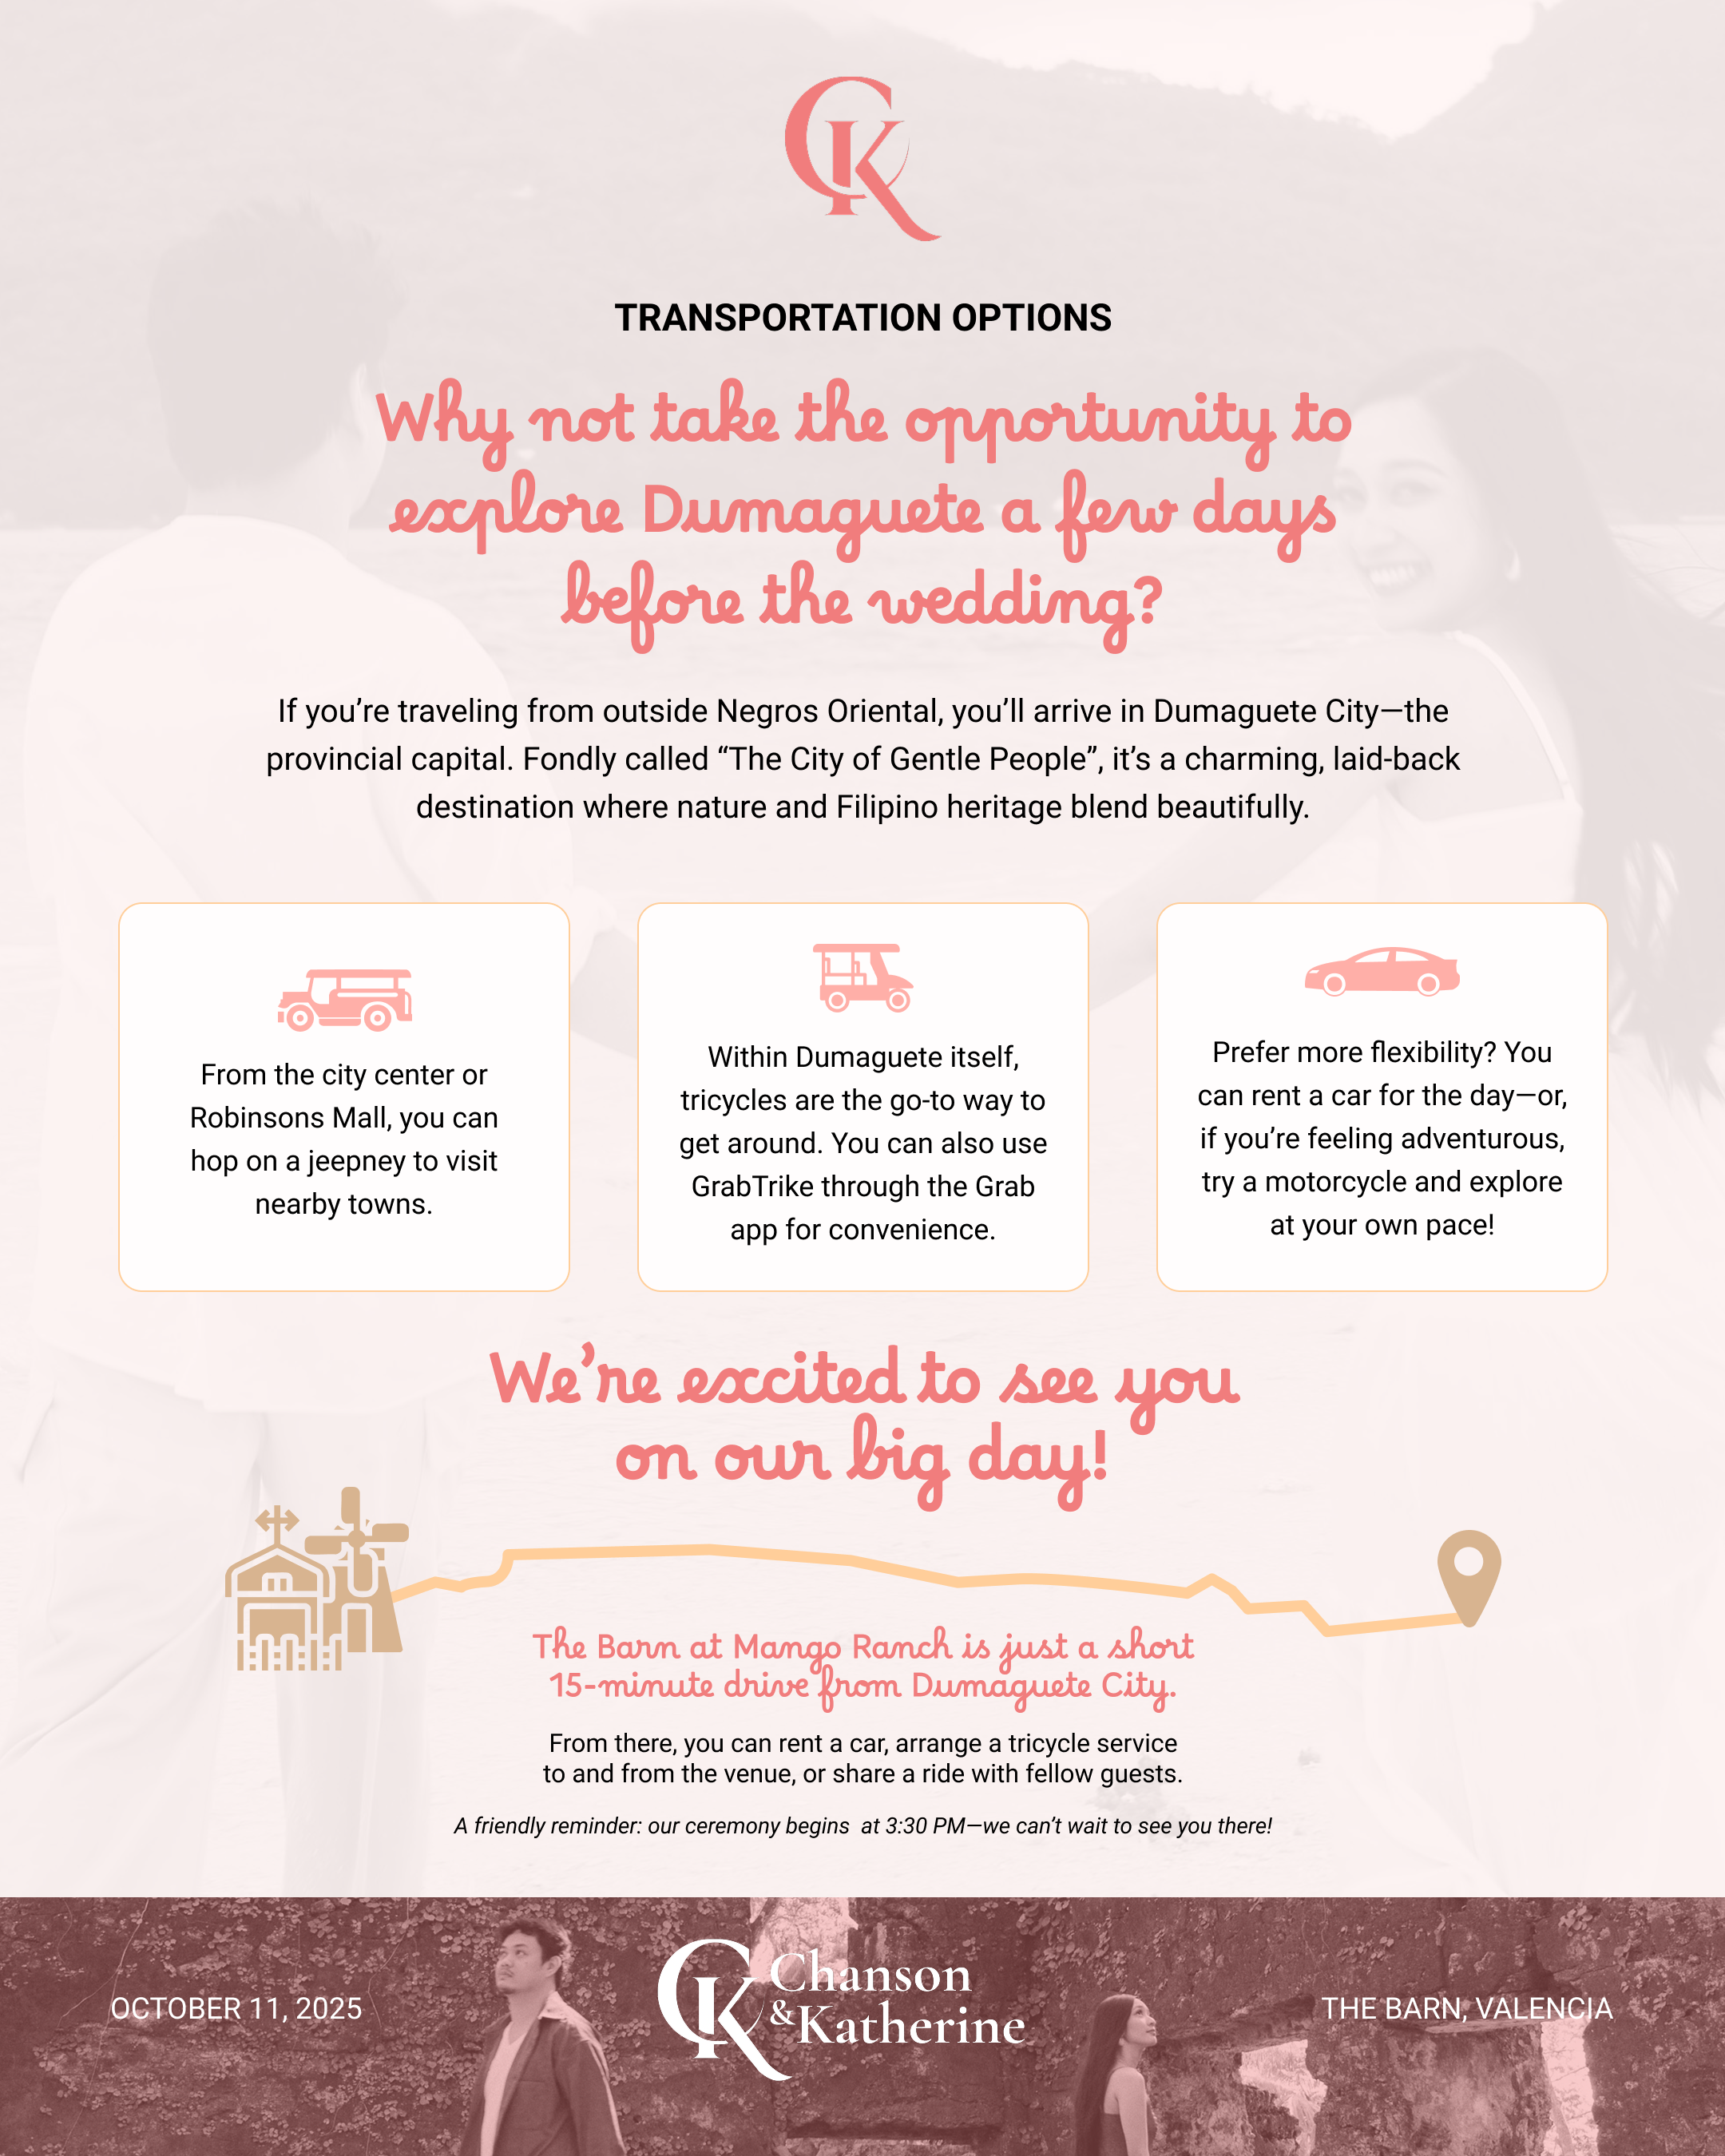 CK
TRANSPORTATION OPTIONS
Why not take the opportunity to
explore Dumaguete a few days
before the wedding?
If you’re traveling from outside Negros Oriental, you’ll arrive in Dumaguete City—the
provincial capital. Fondly called “The City of Gentle People”, it’s a charming, laid-back
destination where nature and Filipino heritage blend beautifully.
From the city center or
Robinsons Mall, you can
hop on a jeepney to visit
nearby towns.
Within Dumaguete itself,
tricycles are the go-to way to
get around. You can also use
GrabTrike through the Grab
app for convenience.
Prefer more flexibility? You
can rent a car for the day—or,
if you’re feeling adventurous,
try a motorcycle and explore
at your own pace!
We’re excited to see you
on our big day!
The Barn at Mango Ranch is just a short
15-minute drive from Dumaguete City.
From there, you can rent a car, arrange a tricycle service
to and from the venue, or share a ride with fellow guests.
A friendly reminder: our ceremony begins  at 3:30 PM—we can’t wait to see you there!
OCTOBER 11, 2025
CK
Chanson
&Katherine
THE BARN, VALENCIA